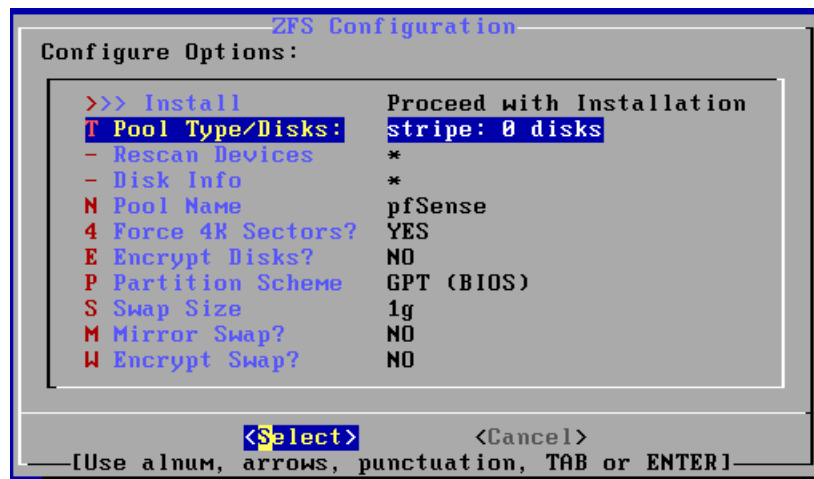 ZFS Configuration
Configure Options:
>>> Install Proceed with Installation
T Pool Type/Disks: stripe: 0 disks
- Rescan Devices *
- Disk Info *
N Pool Name pfSense
4 Force 4K Sectors? YES
E Encrypt Disks? NO
P Partition Scheme GPT (BIOS)
S Swap Size 1g
M Mirror Swap? NO
W Encrypt Swap? NO
<Select> <Cancel>
[Use alnum, arrows, punctuation, TAB or ENTER]